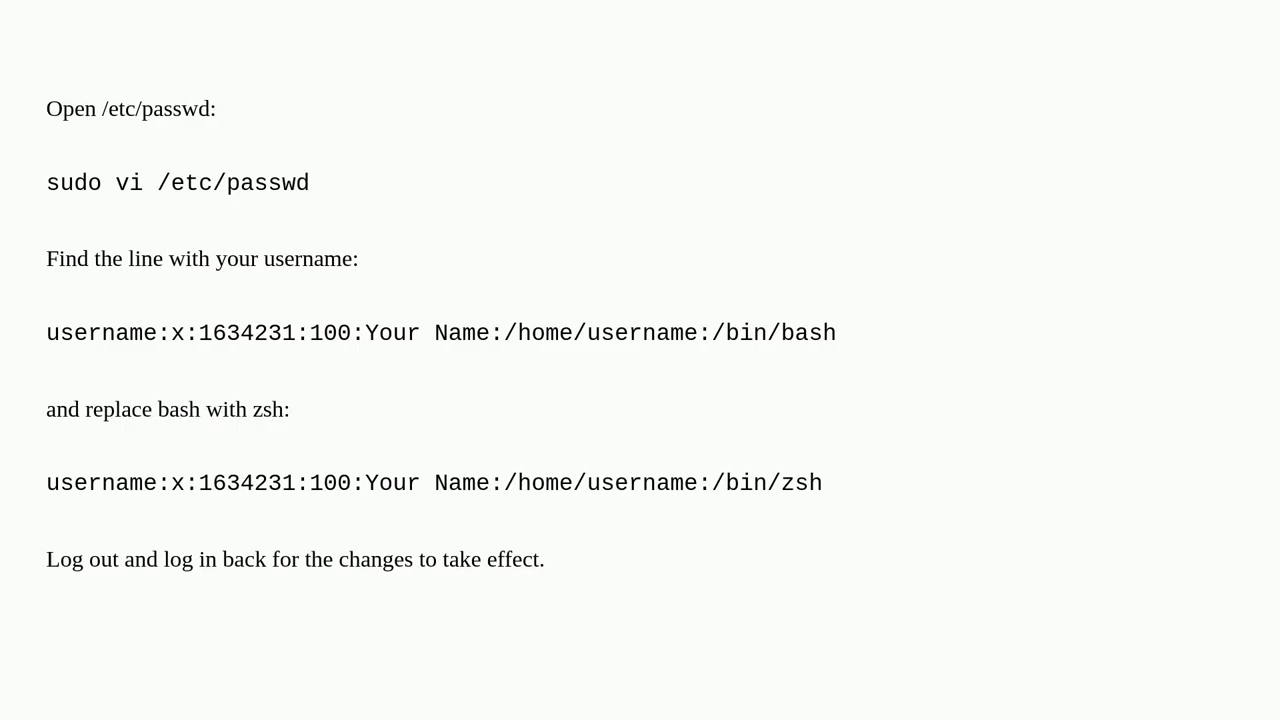 Open /etc/passwd:
sudo vi /etc/passwd
Find the line with your username:
username:x:1634231:100:Your Name:/home/username:/bin/bash
and replace bash with zsh:
username:x:1634231:100:Your Name:/home/username:/bin/zsh
Log out and log in back for the changes to take effect.